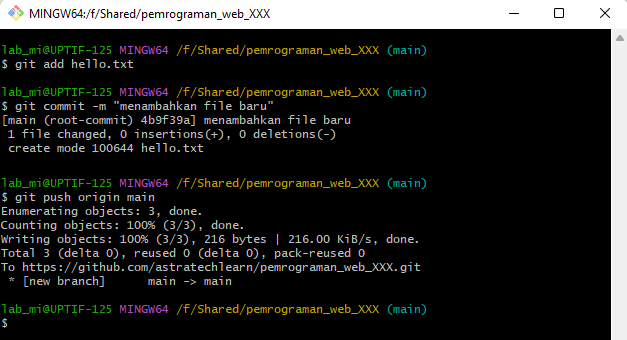 MINGW64:/f/Shared/pemrograman_web_XXX
lab_mi@UPTIF-125 MINGW64 /f/Shared/pemrograman_web_XXX (main)
$ git add hello.txt
lab_mi@UPTIF-125 MINGW64 /f/Shared/pemrograman_web_XXX (main)
$ git commit -m "menambahkan file baru"
[main (root-commit) 4b9f39a] menambahkan file baru
 1 file changed, 0 insertions(+), 0 deletions(-)
 create mode 100644 hello.txt
lab_mi@UPTIF-125 MINGW64 /f/Shared/pemrograman_web_XXX (main)
$ git push origin main
Enumerating objects: 3, done.
Counting objects: 100% (3/3), done.
Writing objects: 100% (3/3), 216 bytes | 216.00 KiB/s, done.
Total 3 (delta 0), reused 0 (delta 0), pack-reused 0
To https://github.com/astratechlearn/pemrograman_web_XXX.git
 * [new branch]      main -> main
lab_mi@UPTIF-125 MINGW64 /f/Shared/pemrograman_web_XXX (main)
$